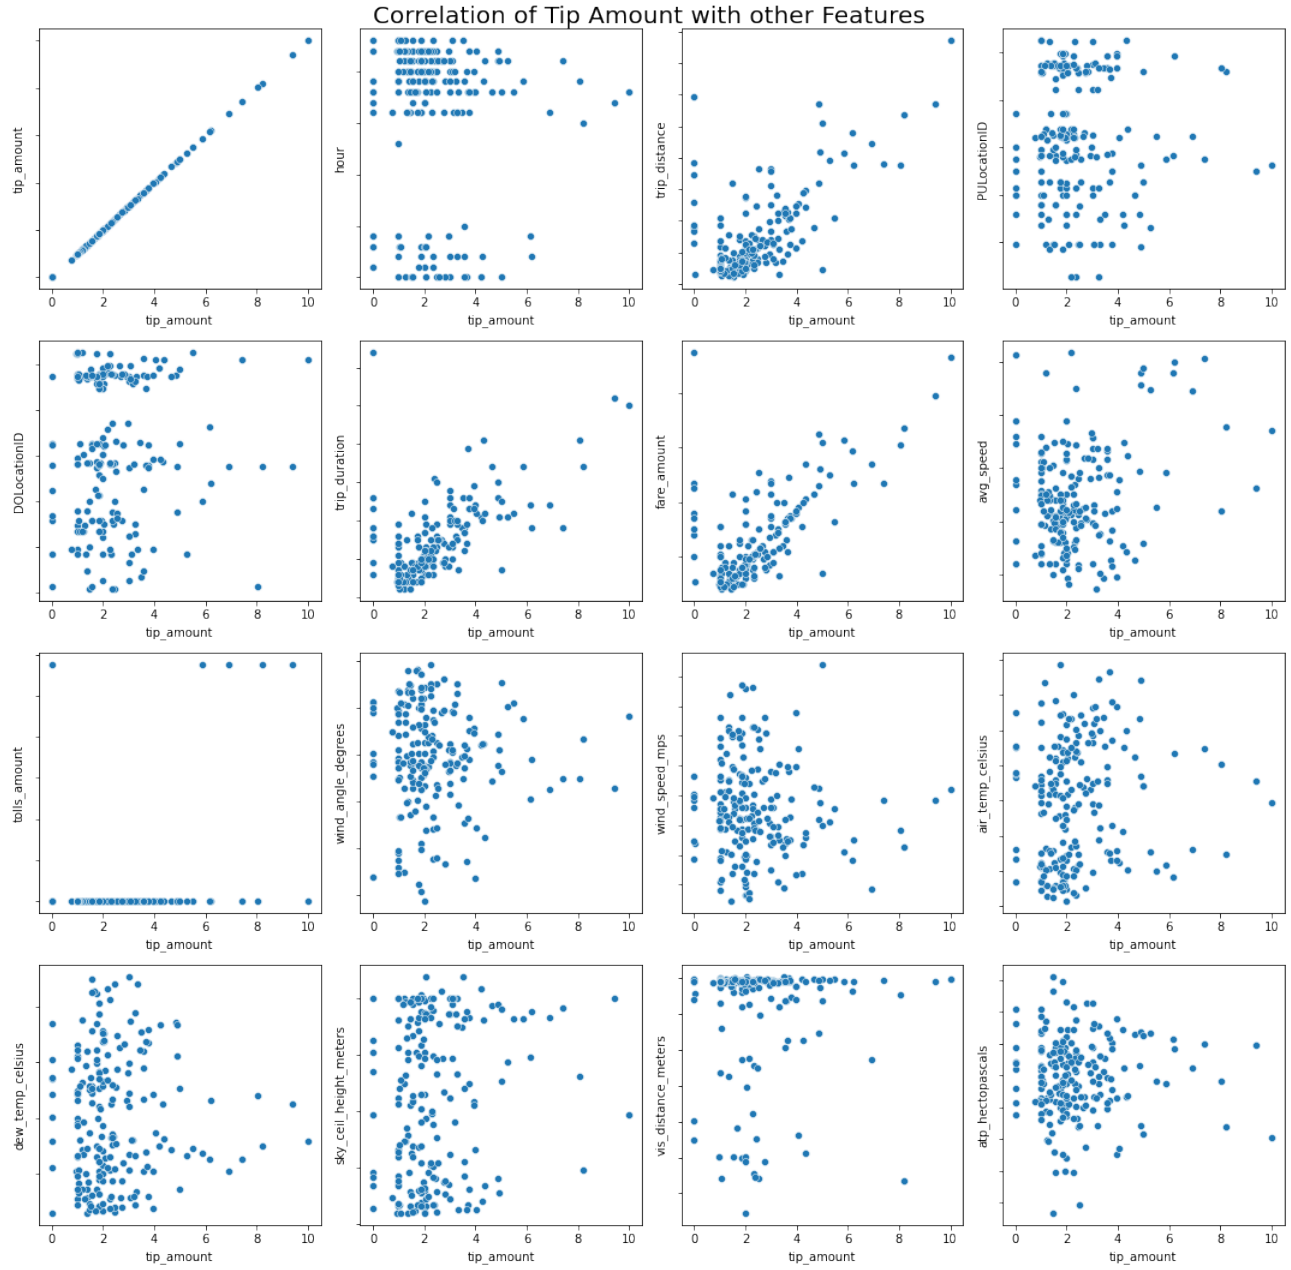 Correlation of Tip Amount with other Features
tip_amount
0 2 4 6 8 10
tip_amount
hour
0 2 4 6 8 10
tip_amount
trip_distance
0 2 4 6 8 10
tip_amount
PULocationID
0 2 4 6 8 10
tip_amount
DOLocationID
0 2 4 6 8 10
tip_amount
trip_duration
0 2 4 6 8 10
tip_amount
fare_amount
0 2 4 6 8 10
tip_amount
avg_speed
0 2 4 6 8 10
tip_amount
tolls_amount
0 2 4 6 8 10
tip_amount
wind_angle_degrees
0 2 4 6 8 10
tip_amount
wind_speed_mps
0 2 4 6 8 10
tip_amount
air_temp_celsius
0 2 4 6 8 10
tip_amount
dew_temp_celsius
0 2 4 6 8 10
tip_amount
sky_ceil_height_meters
0 2 4 6 8 10
tip_amount
vis_distance_meters
0 2 4 6 8 10
tip_amount
atp_hectopascals
0 2 4 6 8 10
tip_amount